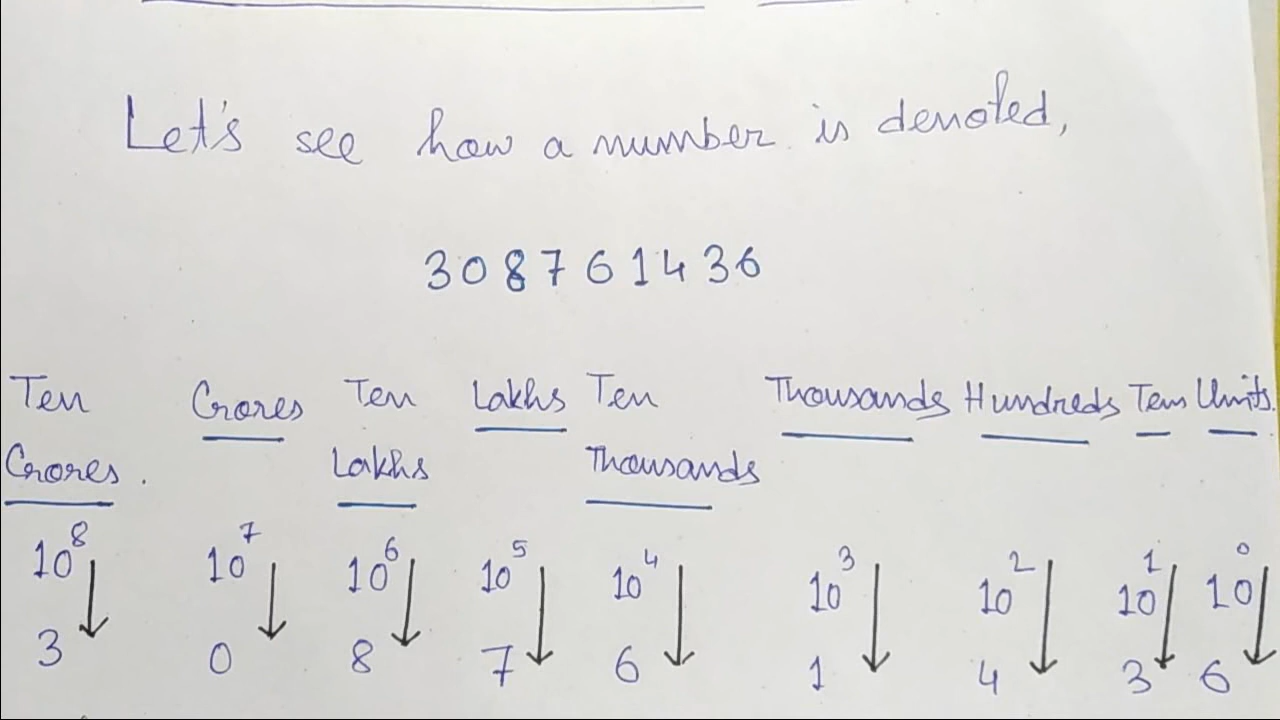 Let's see how a number is denoted,
308761436
Ten Crores Ten Lakhs Ten Thousands Hundreds Tens Units.
Crores. Lakhs Thousands
10⁸ 10⁷ 10⁶ 10⁵ 10⁴ 10³ 10² 10¹ 10⁰
3 0 8 7 6 1 4 3 6